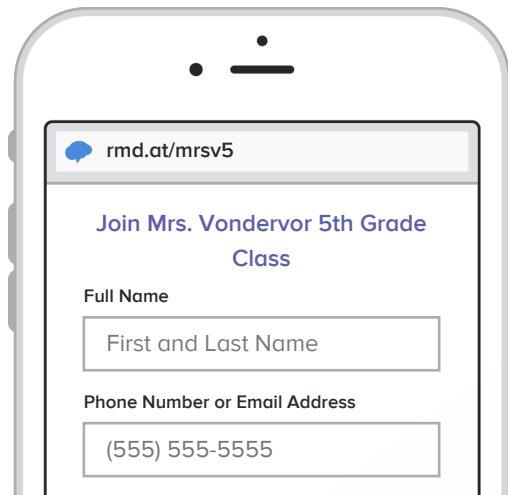 rmd.at/mrsv5
Join Mrs. Vondervor 5th Grade
Class
Full Name
First and Last Name
Phone Number or Email Address
(555) 555-5555